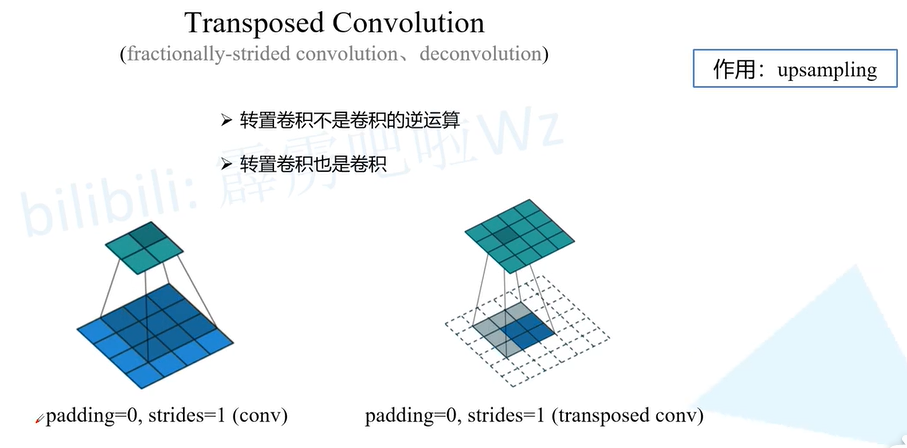 Transposed Convolution
(fractionally-strided convolution、deconvolution)
作用：upsampling
转置卷积不是卷积的逆运算
转置卷积也是卷积
bilibili: 霹雳吧啦Wz
padding=0, strides=1 (conv)
padding=0, strides=1 (transposed conv)